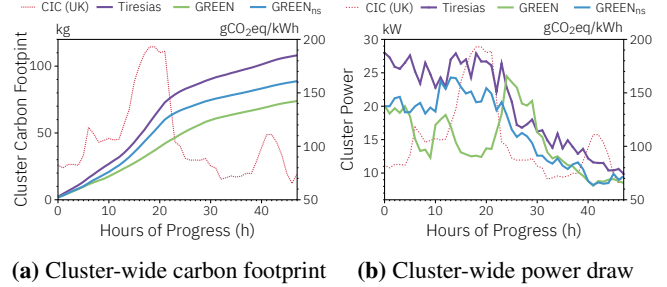 CIC (UK) Tiresias GREEN GREENns
kg gCO2eq/kWh
Cluster Carbon Footpint
100
50
0
200
150
100
50
0 10 20 30 40
Hours of Progress (h)
(a) Cluster-wide carbon footprint
CIC (UK) Tiresias GREEN GREENns
kW gCO2eq/kWh
Cluster Power
30
25
20
15
10
200
150
100
50
0 10 20 30 40
Hours of Progress (h)
(b) Cluster-wide power draw